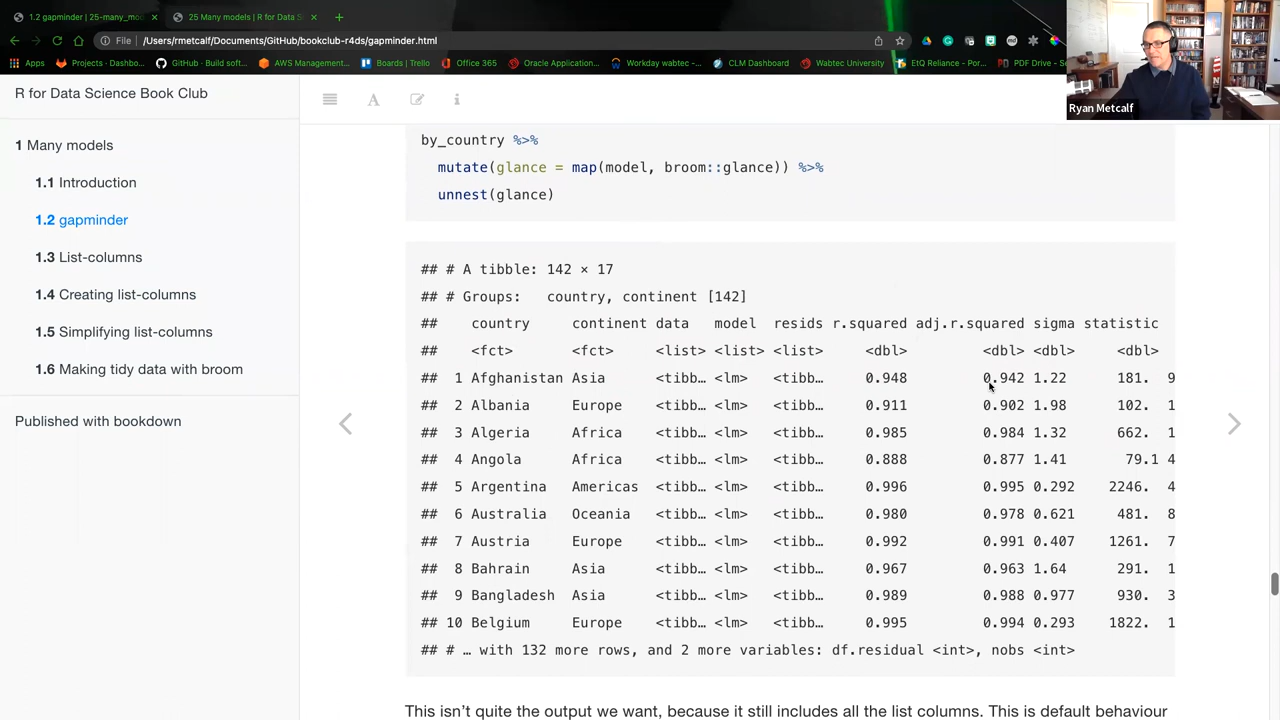 1.2 gapminder | 25-many_mod
25 Many models | R for Data S
File | /Users/rmetcalf/Documents/GitHub/bookclub-r4ds/gapminder.html
Apps Projects - Dashbo... GitHub - Build soft... AWS Management... Boards | Trello Office 365 Oracle Application... Workday wabtec -... CLM Dashboard Wabtec University EtQ Reliance - Por... PDF Drive - S
Ryan Metcalf
R for Data Science Book Club
1 Many models
1.1 Introduction
1.2 gapminder
1.3 List-columns
1.4 Creating list-columns
1.5 Simplifying list-columns
1.6 Making tidy data with broom
Published with bookdown
by_country %>%
mutate(glance = map(model, broom::glance)) %>%
unnest(glance)
## # A tibble: 142 × 17
## # Groups: country, continent [142]
## country continent data model resids r.squared adj.r.squared sigma statistic
## <fct> <fct> <list> <list> <list> <dbl> <dbl> <dbl> <dbl>
## 1 Afghanistan Asia <tibb… <lm> <tibb… 0.948 0.942 1.22 181. 9
## 2 Albania Europe <tibb… <lm> <tibb… 0.911 0.902 1.98 102. 1
## 3 Algeria Africa <tibb… <lm> <tibb… 0.985 0.984 1.32 662. 1
## 4 Angola Africa <tibb… <lm> <tibb… 0.888 0.877 1.41 79.1 4
## 5 Argentina Americas <tibb… <lm> <tibb… 0.996 0.995 0.292 2246. 4
## 6 Australia Oceania <tibb… <lm> <tibb… 0.980 0.978 0.621 481. 8
## 7 Austria Europe <tibb… <lm> <tibb… 0.992 0.991 0.407 1261. 7
## 8 Bahrain Asia <tibb… <lm> <tibb… 0.967 0.963 1.64 291. 1
## 9 Bangladesh Asia <tibb… <lm> <tibb… 0.989 0.988 0.977 930. 3
## 10 Belgium Europe <tibb… <lm> <tibb… 0.995 0.994 0.293 1822. 1
## # … with 132 more rows, and 2 more variables: df.residual <int>, nobs <int>
This isn’t quite the output we want, because it still includes all the list columns. This is default behaviour